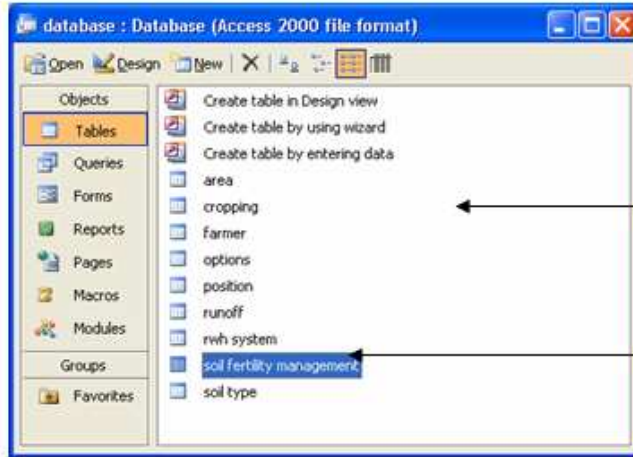 database : Database (Access 2000 file format)
Open Design New
Objects
Tables
Queries
Forms
Reports
Pages
Macros
Modules
Groups
Favorites
Create table in Design view
Create table by using wizard
Create table by entering data
area
cropping
farmer
options
position
runoff
rwh system
soil fertility management
soil type